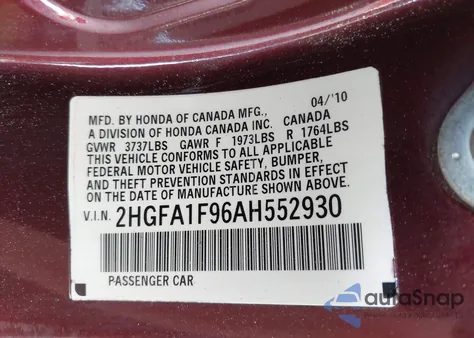 MFD. BY HONDA OF CANADA MFG., 04/'10
A DIVISION OF HONDA CANADA INC. CANADA
GVWR 3737LBS GAWR F 1973LBS R 1764LBS
THIS VEHICLE CONFORMS TO ALL APPLICABLE
FEDERAL MOTOR VEHICLE SAFETY, BUMPER,
AND THEFT PREVENTION STANDARDS IN EFFECT
ON THE DATE OF MANUFACTURE SHOWN ABOVE.
V.I.N. 2HGFA1F96AH552930
PASSENGER CAR
autoSnap